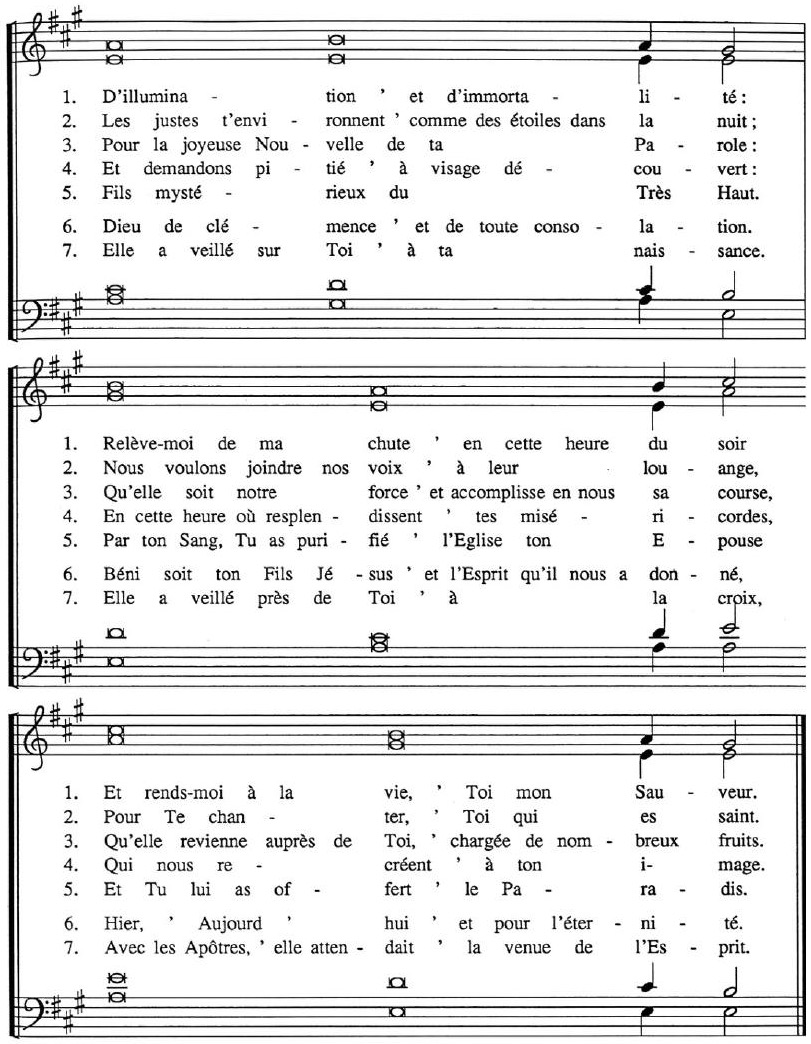 1. D'illumina - tion ' et d'immorta - li - té :
2. Les justes t'envi - ronnent ' comme des étoiles dans la nuit ;
3. Pour la joyeuse Nou - velle de ta Pa - role :
4. Et demandons pi - tié ' à visage dé - cou - vert :
5. Fils mysté - rieux du Très Haut.
6. Dieu de clé - mence ' et de toute conso - la - tion.
7. Elle a veillé sur Toi ' à ta nais - sance.
1. Relève-moi de ma chute ' en cette heure du soir
2. Nous voulons joindre nos voix ' à leur lou - ange,
3. Qu'elle soit notre force ' et accomplisse en nous sa course,
4. En cette heure où resplen - dissent ' tes misé - ri - cordes,
5. Par ton Sang, Tu as puri - fié ' l'Eglise ton E - pouse
6. Béni soit ton Fils Jé - sus ' et l'Esprit qu'il nous a don - né,
7. Elle a veillé près de Toi ' à la croix,
1. Et rends-moi à la vie, ' Toi mon Sau - veur.
2. Pour Te chan - ter, ' Toi qui es saint.
3. Qu'elle revienne auprès de Toi, ' chargée de nom - breux fruits.
4. Qui nous re - créent ' à ton i- mage.
5. Et Tu lui as of - fert ' le Pa - ra - dis.
6. Hier, ' Aujourd ' hui ' et pour l'éter - ni - té.
7. Avec les Apôtres, ' elle atten - dait ' la venue de l'Es - prit.